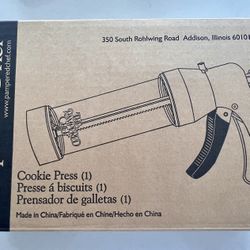 350 South Rohlwing Road Addison, Illinois 60101
www.pamperedchef.com
Cookie Press (1)
Presse á biscuits (1)
Prensador de galletas (1)
Made in China/Fabriqué en Chine/Hecho en China